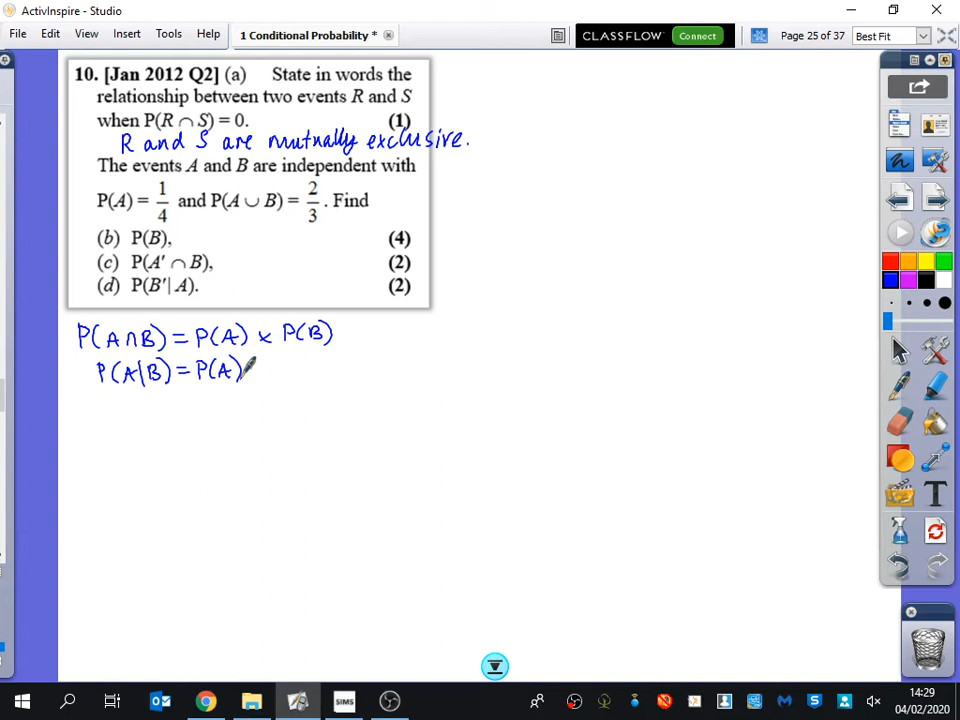 ActivInspire - Studio
File Edit View Insert Tools Help
1 Conditional Probability *
CLASSFLOW Connect
Page 25 of 37
Best Fit
10. [Jan 2012 Q2] (a) State in words the
relationship between two events R and S
when P(R ∩ S) = 0. (1)
R and S are mutually exclusive.
The events A and B are independent with
P(A) = 1/4 and P(A ∪ B) = 2/3 . Find
(b) P(B), (4)
(c) P(A′ ∩ B), (2)
(d) P(B′| A). (2)
P(A∩B) = P(A) × P(B)
P(A|B) = P(A)
T
SIMS
14:29
04/02/2020